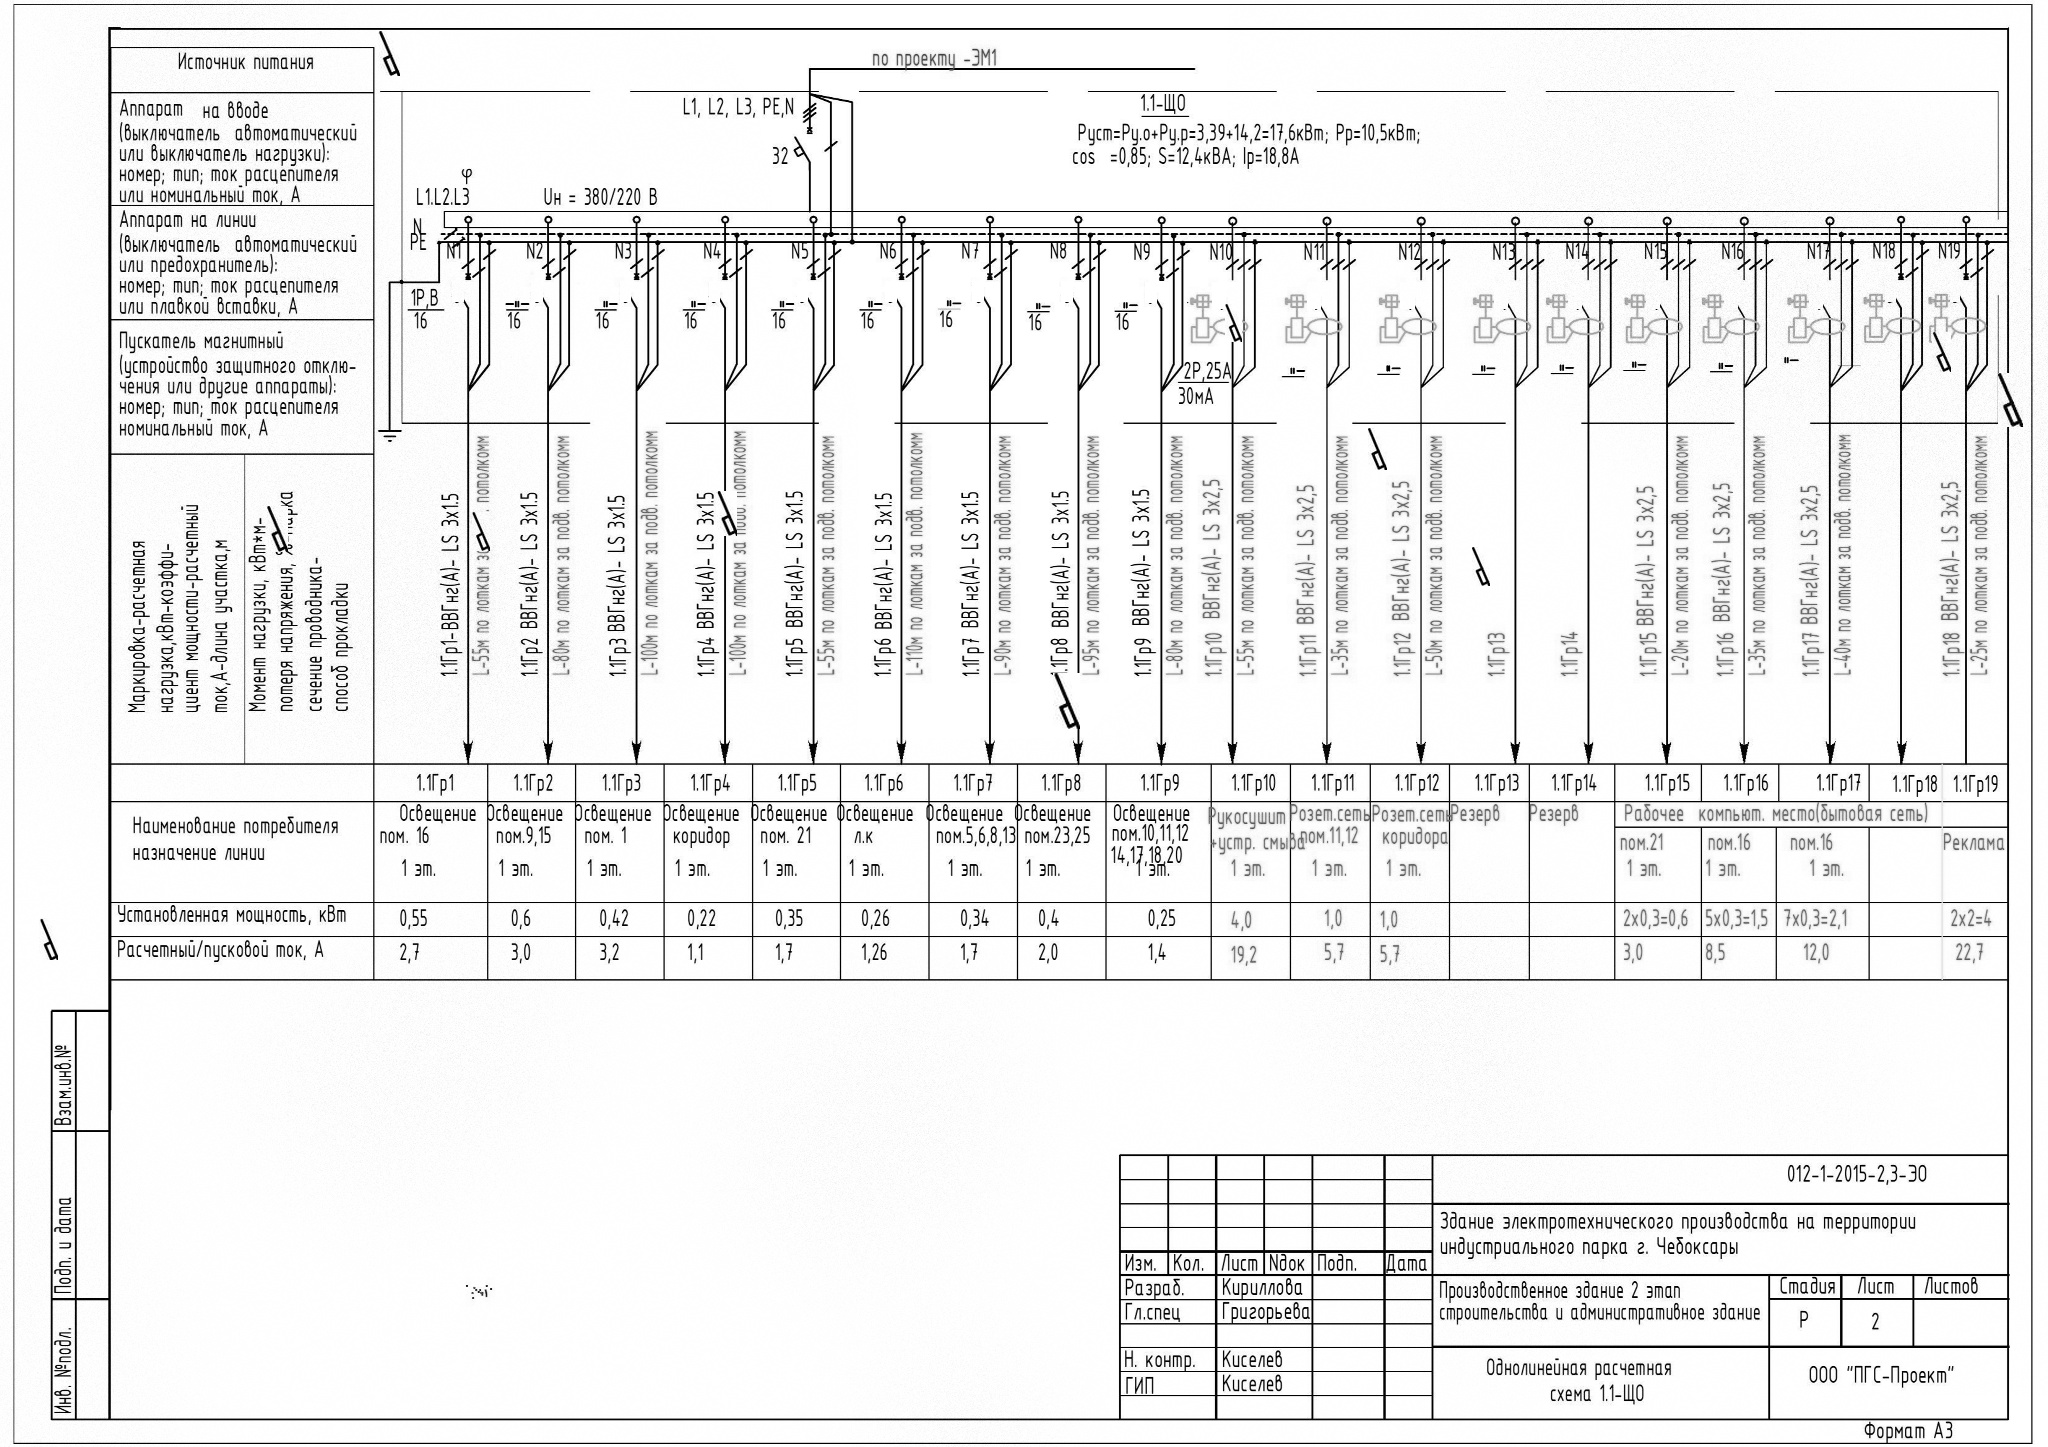 Источник питания
Аппарат на вводе
(выключатель автоматический
или выключатель нагрузки):
номер; тип; ток расцепителя
или номинальный ток, А
Аппарат на линии
(выключатель автоматический
или предохранитель):
номер; тип; ток расцепителя
или плавкой вставки, А
Пускатель магнитный
(устройство защитного отклю-
чения или другие аппараты):
номер; тип; ток расцепителя
номинальный ток, А
Маркировка-расчетная
нагрузка,кВт-коэффи-
циент мощности-расчетный
ток,А-длина участка,м
Момент нагрузки, кВт*м-
потеря напряжения, %-марка
сечение проводника-
способ прокладки
по проекту -ЭМ1
L1, L2, L3, PE,N
32
1.1-ЩО
Руст=Ру.о+Ру.р=3,39+14,2=17,6кВт; Рр=10,5кВт;
cos =0,85; S=12,4кВА; Iр=18,8А
φ
L1.L2.L3
Uн = 380/220 В
N
PE
N1 N2 N3 N4 N5 N6 N7 N8 N9 N10 N11 N12 N13 N14 N15 N16 N17 N18 N19
1Р,В
16 16 16 16 16 16 16 16 16
2Р,25А
30мА
1.1Гр1-ВВГнг(А)- LS 3х1.5
L-55м по лоткам за . потолкомм
1.1Гр2 ВВГнг(А)- LS 3х1.5
L-80м по лоткам за подв. потолкомм
1.1Гр3 ВВГнг(А)- LS 3х1.5
L-100м по лоткам за подв. потолкомм
1.1Гр4 ВВГнг(А)- LS 3х1.5
L-100м по лоткам за подв. потолкомм
1.1Гр5 ВВГнг(А)- LS 3х1.5
L-55м по лоткам за подв. потолкомм
1.1Гр6 ВВГнг(А)- LS 3х1.5
L-110м по лоткам за подв. потолкомм
1.1Гр7 ВВГнг(А)- LS 3х1.5
L-90м по лоткам за подв. потолкомм
1.1Гр8 ВВГнг(А)- LS 3х1.5
L-95м по лоткам за подв. потолкомм
1.1Гр9 ВВГнг(А)- LS 3х1.5
L-80м по лоткам за подв. потолкомм
1.1Гр10 ВВГнг(А)- LS 3х2,5
L-55м по лоткам за подв. потолкомм
1.1Гр11 ВВГнг(А)- LS 3х2,5
L-35м по лоткам за подв. потолкомм
1.1Гр12 ВВГнг(А)- LS 3х2,5
L-50м по лоткам за подв. потолкомм
1.1Гр13
1.1Гр14
1.1Гр15 ВВГнг(А)- LS 3х2,5
L-20м по лоткам за подв. потолкомм
1.1Гр16 ВВГнг(А)- LS 3х2,5
L-35м по лоткам за подв. потолкомм
1.1Гр17 ВВГнг(А)- LS 3х2,5
L-40м по лоткам за подв. потолкомм
1.1Гр18 ВВГнг(А)- LS 3х2,5
L-25м по лоткам за подв. потолкомм
1.1Гр1 1.1Гр2 1.1Гр3 1.1Гр4 1.1Гр5 1.1Гр6 1.1Гр7 1.1Гр8 1.1Гр9 1.1Гр10 1.1Гр11 1.1Гр12 1.1Гр13 1.1Гр14 1.1Гр15 1.1Гр16 1.1Гр17 1.1Гр18 1.1Гр19
Наименование потребителя
назначение линии
Освещение
пом. 16
1 эт.
Освещение
пом.9,15
1 эт.
Освещение
пом. 1
1 эт.
Освещение
коридор
1 эт.
Освещение
пом. 21
1 эт.
Освещение
л.к
1 эт.
Освещение
пом.5,6,8,13
1 эт.
Освещение
пом.23,25
1 эт.
Освещение
пом.10,11,12
14,17,18,20
1 эт.
Рукосушит
+устр. смыва
1 эт.
Розет.сеть
пом.11,12
1 эт.
Розет.сеть
коридора
1 эт.
Резерв
Резерв
Рабочее компьют. место(бытовая сеть)
пом.21
1 эт.
пом.16
1 эт.
пом.16
1 эт.
Реклама
Установленная мощность, кВт 0,55 0,6 0,42 0,22 0,35 0,26 0,34 0,4 0,25 4,0 1,0 1,0 2х0,3=0,6 5х0,3=1,5 7х0,3=2,1 2х2=4
Расчетный/пусковой ток, А 2,7 3,0 3,2 1,1 1,7 1,26 1,7 2,0 1,4 19,2 5,7 5,7 3,0 8,5 12,0 22,7
Взам.инв.№
Подп. и дата
Инв. №подл.
012-1-2015-2,3-ЭО
Здание электротехнического производства на территории
индустриального парка г. Чебоксары
Изм. Кол. Лист Nдок Подп. Дата
Разраб. Кириллова
Гл.спец Григорьева
Н. контр. Киселев
ГИП Киселев
Производственное здание 2 этап
строительства и административное здание
Стадия Лист Листов
Р 2
Однолинейная расчетная
схема 1.1-ЩО
ООО "ПГС-Проект"
Формат А3